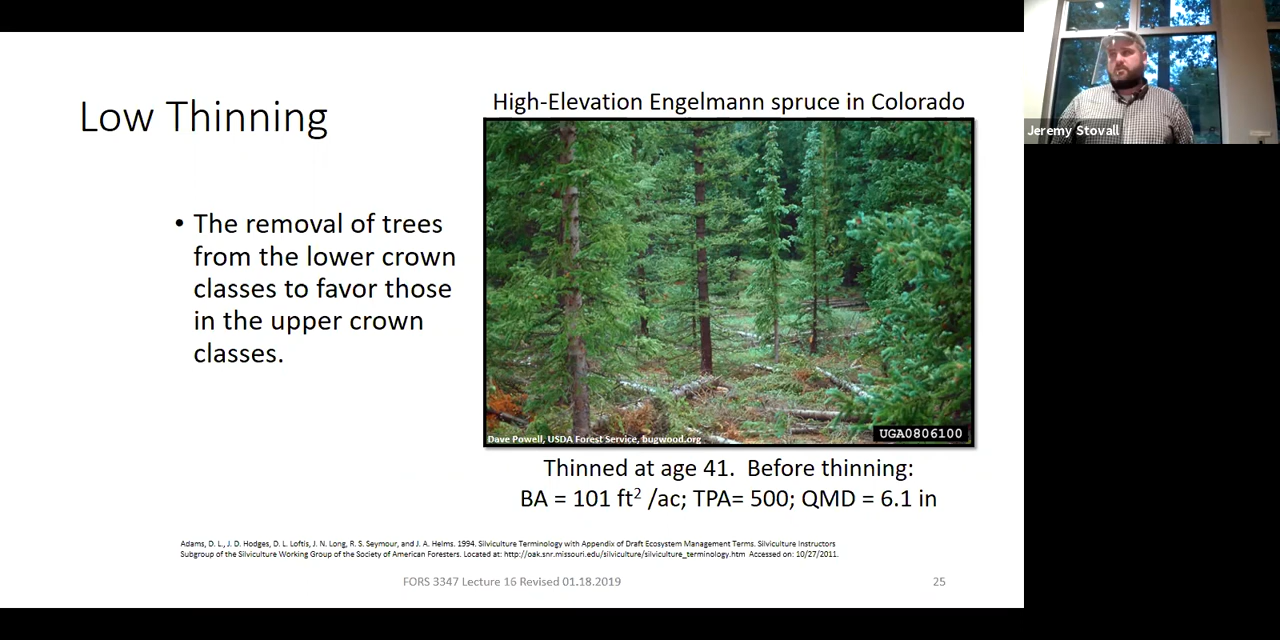 Low Thinning
• The removal of trees
from the lower crown
classes to favor those
in the upper crown
classes.
High-Elevation Engelmann spruce in Colorado
Dave Powell, USDA Forest Service, bugwood.org
UGA0806100
Thinned at age 41. Before thinning:
BA = 101 ft² /ac; TPA= 500; QMD = 6.1 in
Adams, D. L., J. D. Hodges, D. L. Loftis, J. N. Long, R. S. Seymour, and J. A. Helms. 1994. Silviculture Terminology with Appendix of Draft Ecosystem Management Terms. Silviculture Instructors
Subgroup of the Silviculture Working Group of the Society of American Foresters. Located at: http://oak.snr.missouri.edu/silviculture/silviculture_terminology.htm Accessed on: 10/27/2011.
FORS 3347 Lecture 16 Revised 01.18.2019
25
Jeremy Stovall